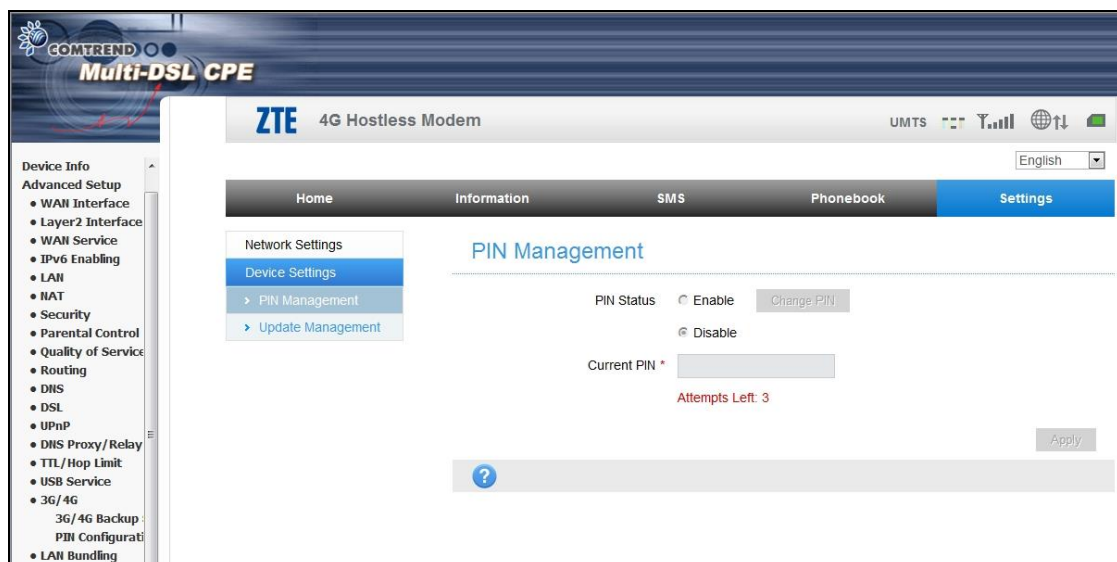 COMTREND
Multi-DSL CPE
ZTE 4G Hostless Modem
UMTS
English
Home Information SMS Phonebook Settings
Device Info
Advanced Setup
WAN Interface
Layer2 Interface
WAN Service
IPv6 Enabling
LAN
NAT
Security
Parental Control
Quality of Service
Routing
DNS
DSL
UPnP
DNS Proxy/Relay
TTL/Hop Limit
USB Service
3G/4G
3G/4G Backup
PIN Configurati
LAN Bundling
Network Settings
Device Settings
> PIN Management
> Update Management
PIN Management
PIN Status Enable Change PIN
Disable
Current PIN *
Attempts Left: 3
Apply
?